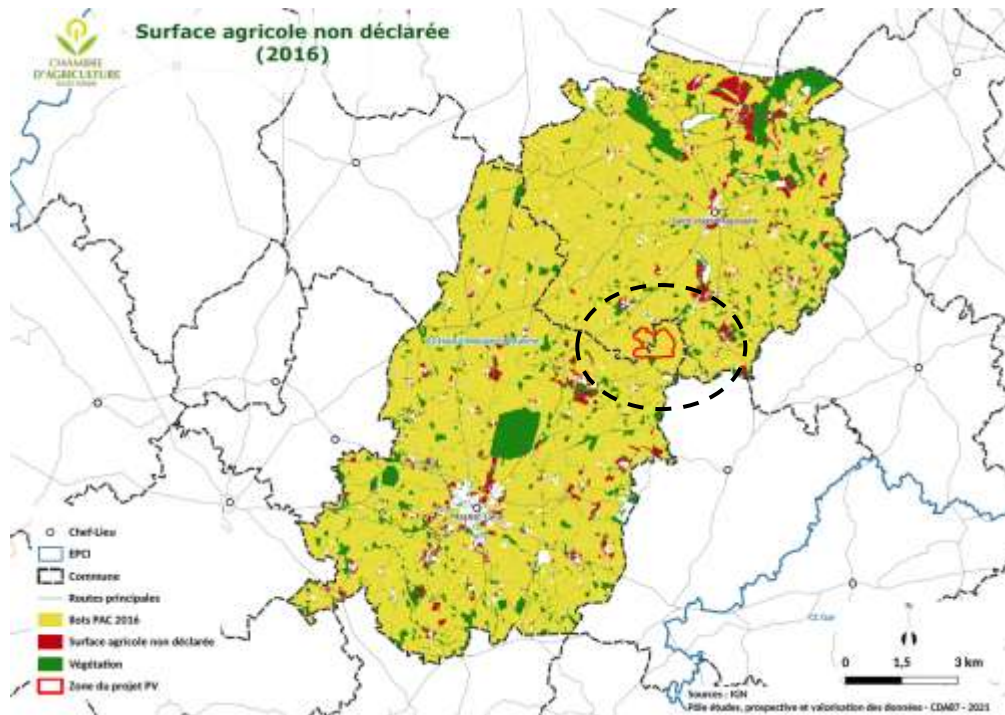 Surface agricole non déclarée
(2016)
CHAMBRE
D'AGRICULTURE
Chef-Lieu
EPCI
Commune
Routes principales
Ilots PAC 2016
Surface agricole non déclarée
Végétation
Zone du projet PV
0 1,5 3 km
Sources : IGN
Pôle études, prospective et valorisation des données - CDA87 - 2021